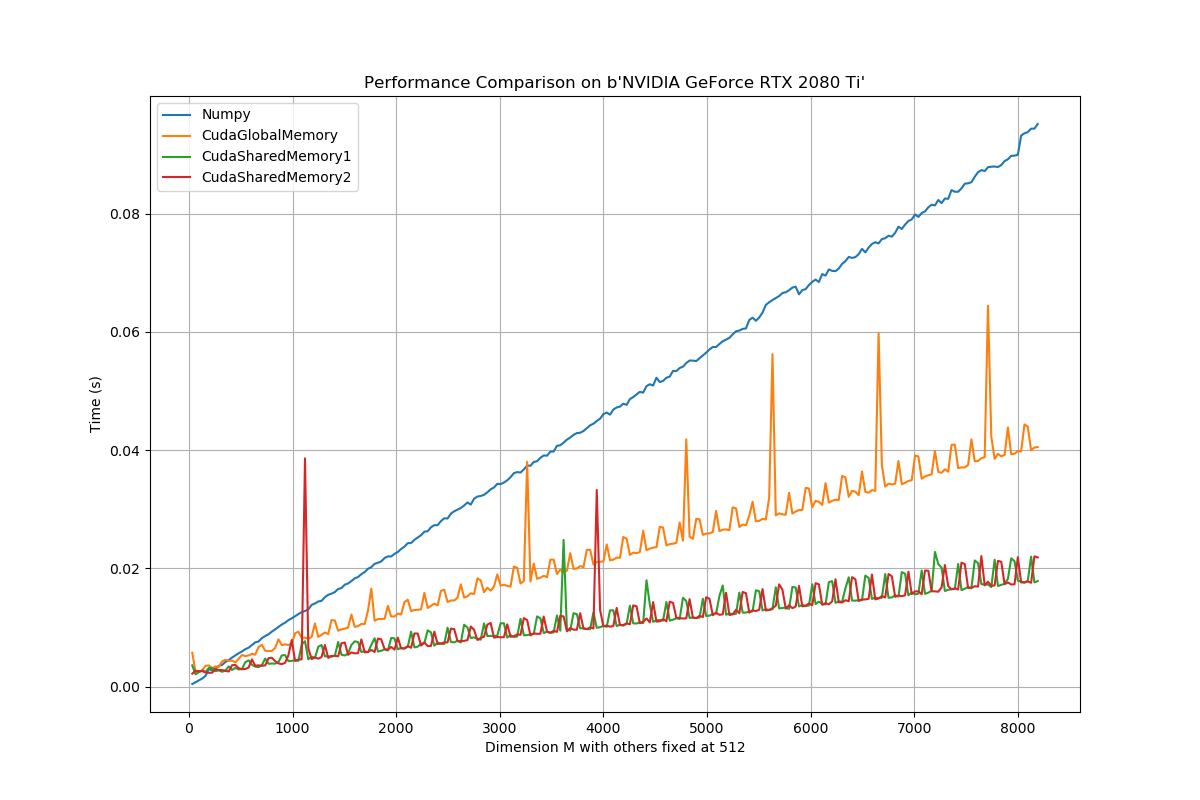 Performance Comparison on b'NVIDIA GeForce RTX 2080 Ti'
Numpy
CudaGlobalMemory
CudaSharedMemory1
CudaSharedMemory2
Time (s)
0.08
0.06
0.04
0.02
0.00
0 1000 2000 3000 4000 5000 6000 7000 8000
Dimension M with others fixed at 512